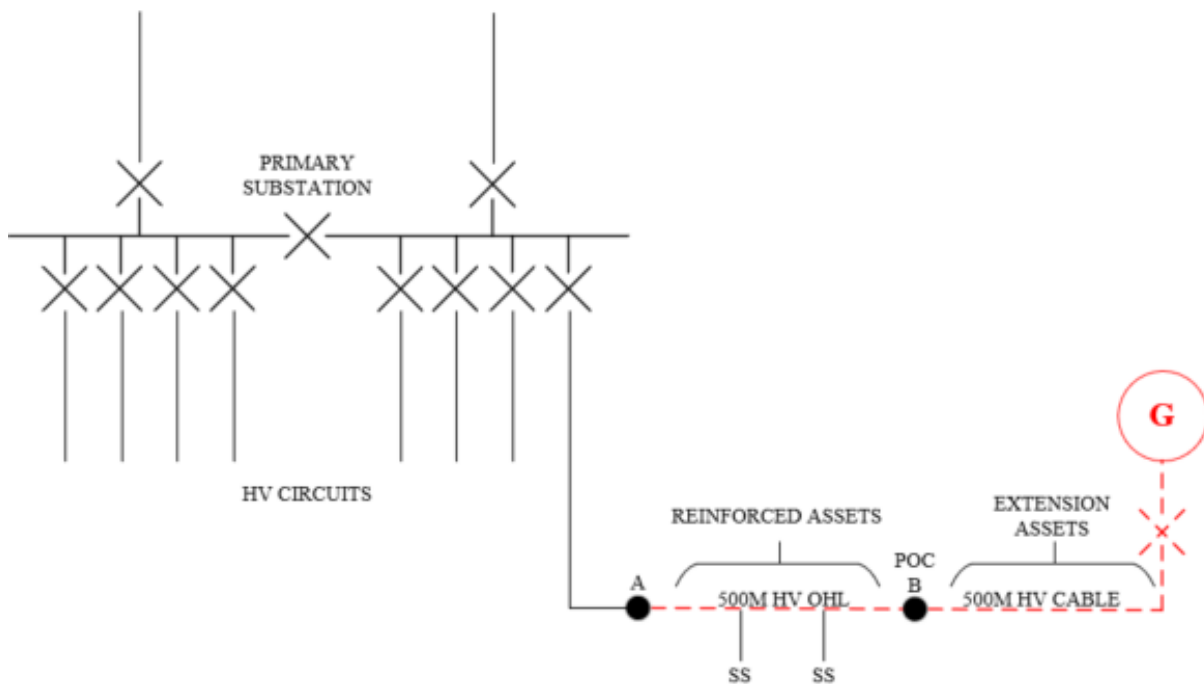 PRIMARY
SUBSTATION
HV CIRCUITS
REINFORCED ASSETS
EXTENSION
ASSETS
G
A
500M HV OHL
POC
B
500M HV CABLE
SS
SS